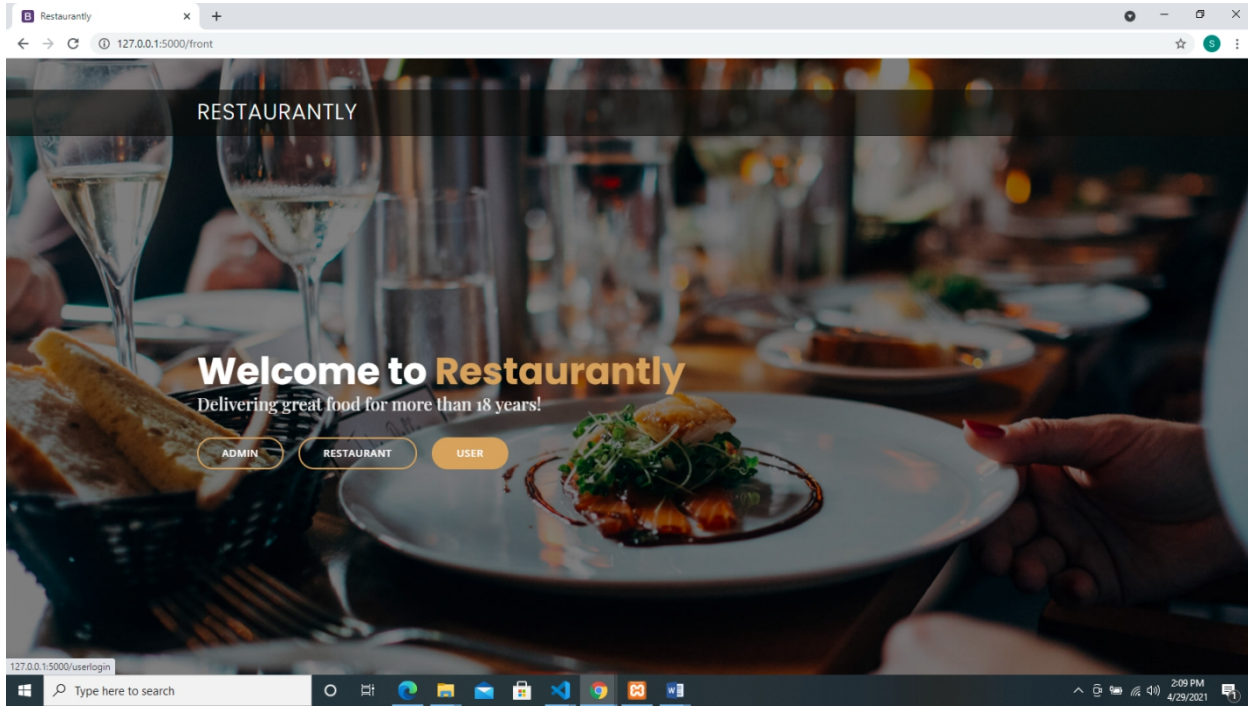 B Restaurantly
127.0.0.1:5000/front
S
RESTAURANTLY
Welcome to Restaurantly
Delivering great food for more than 18 years!
ADMIN RESTAURANT USER
127.0.0.1:5000/userlogin
Type here to search
W
2:09 PM
4/29/2021
1